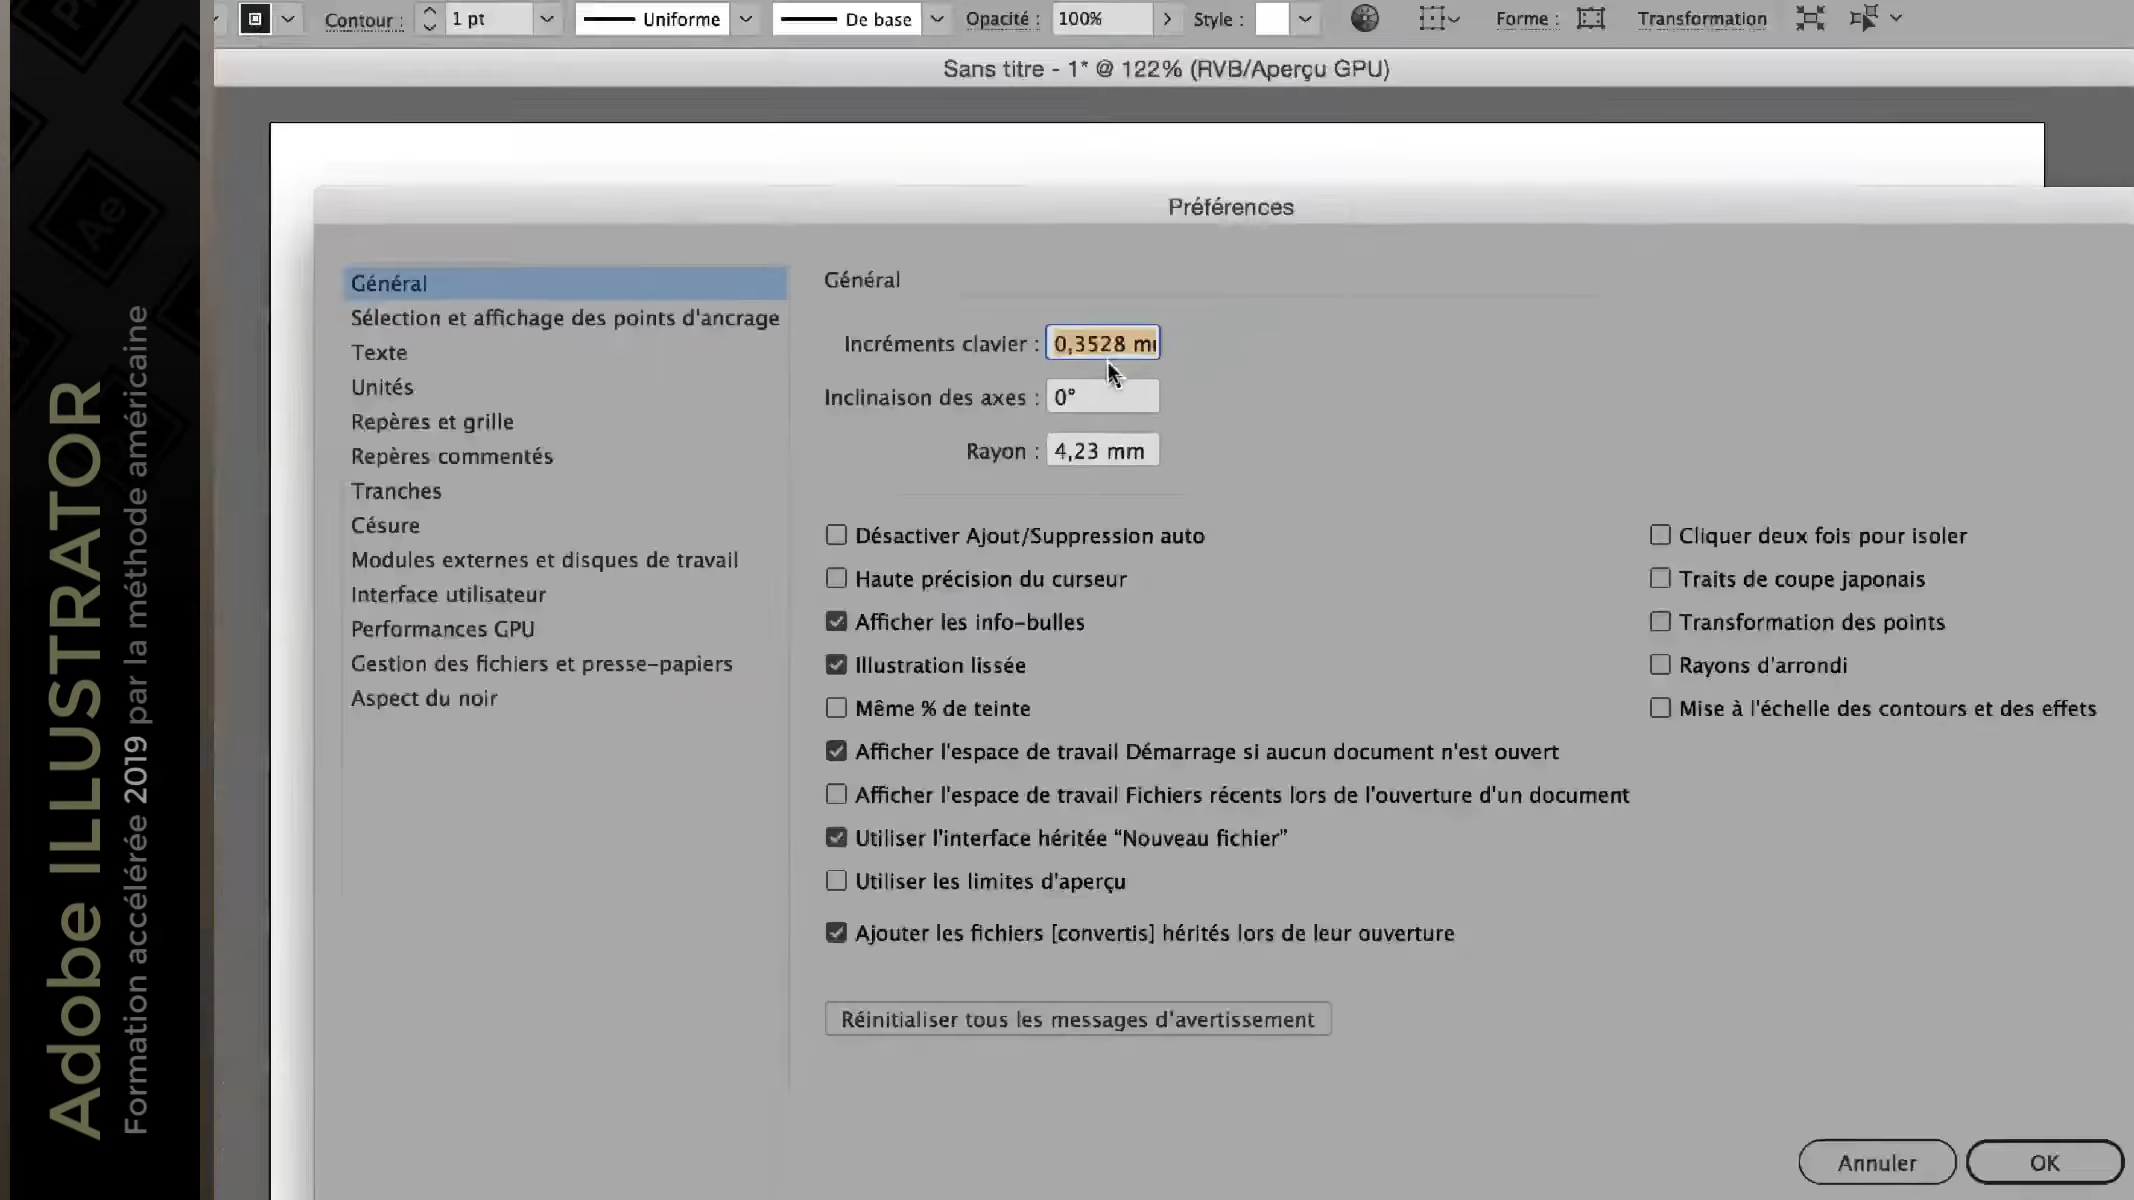 Contour :
1 pt
Uniforme
De base
Opacité :
100%
Style :
Forme :
Transformation
Sans titre - 1* @ 122% (RVB/Aperçu GPU)
Préférences
Général
Sélection et affichage des points d'ancrage
Texte
Unités
Repères et grille
Repères commentés
Tranches
Césure
Modules externes et disques de travail
Interface utilisateur
Performances GPU
Gestion des fichiers et presse-papiers
Aspect du noir
Général
Incréments clavier : 0,3528 m
Inclinaison des axes : 0°
Rayon : 4,23 mm
Désactiver Ajout/Suppression auto
Haute précision du curseur
Afficher les info-bulles
Illustration lissée
Même % de teinte
Afficher l'espace de travail Démarrage si aucun document n'est ouvert
Afficher l'espace de travail Fichiers récents lors de l'ouverture d'un document
Utiliser l'interface héritée “Nouveau fichier”
Utiliser les limites d'aperçu
Ajouter les fichiers [convertis] hérités lors de leur ouverture
Cliquer deux fois pour isoler
Traits de coupe japonais
Transformation des points
Rayons d'arrondi
Mise à l'échelle des contours et des effets
Réinitialiser tous les messages d'avertissement
Annuler
OK
Adobe ILLUSTRATOR
Formation accélérée 2019 par la méthode américaine
Ae